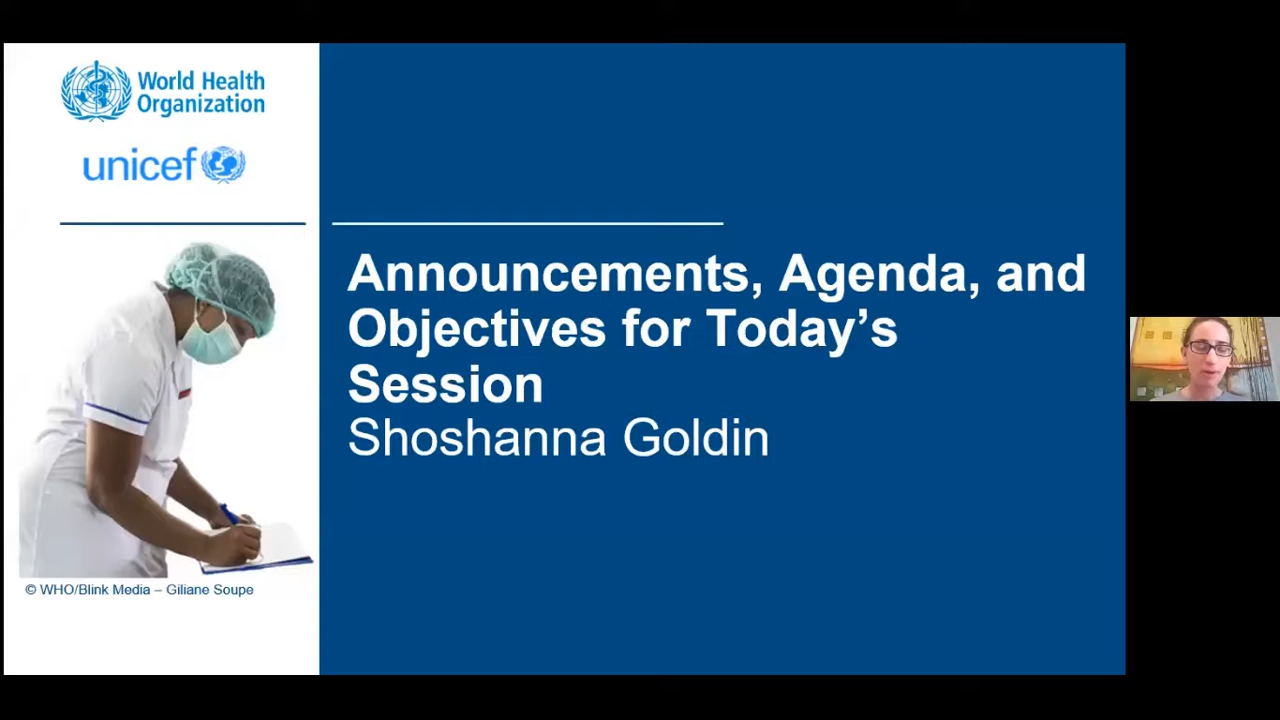 World Health
Organization
unicef
Announcements, Agenda, and
Objectives for Today’s
Session
Shoshanna Goldin
© WHO/Blink Media – Giliane Soupe